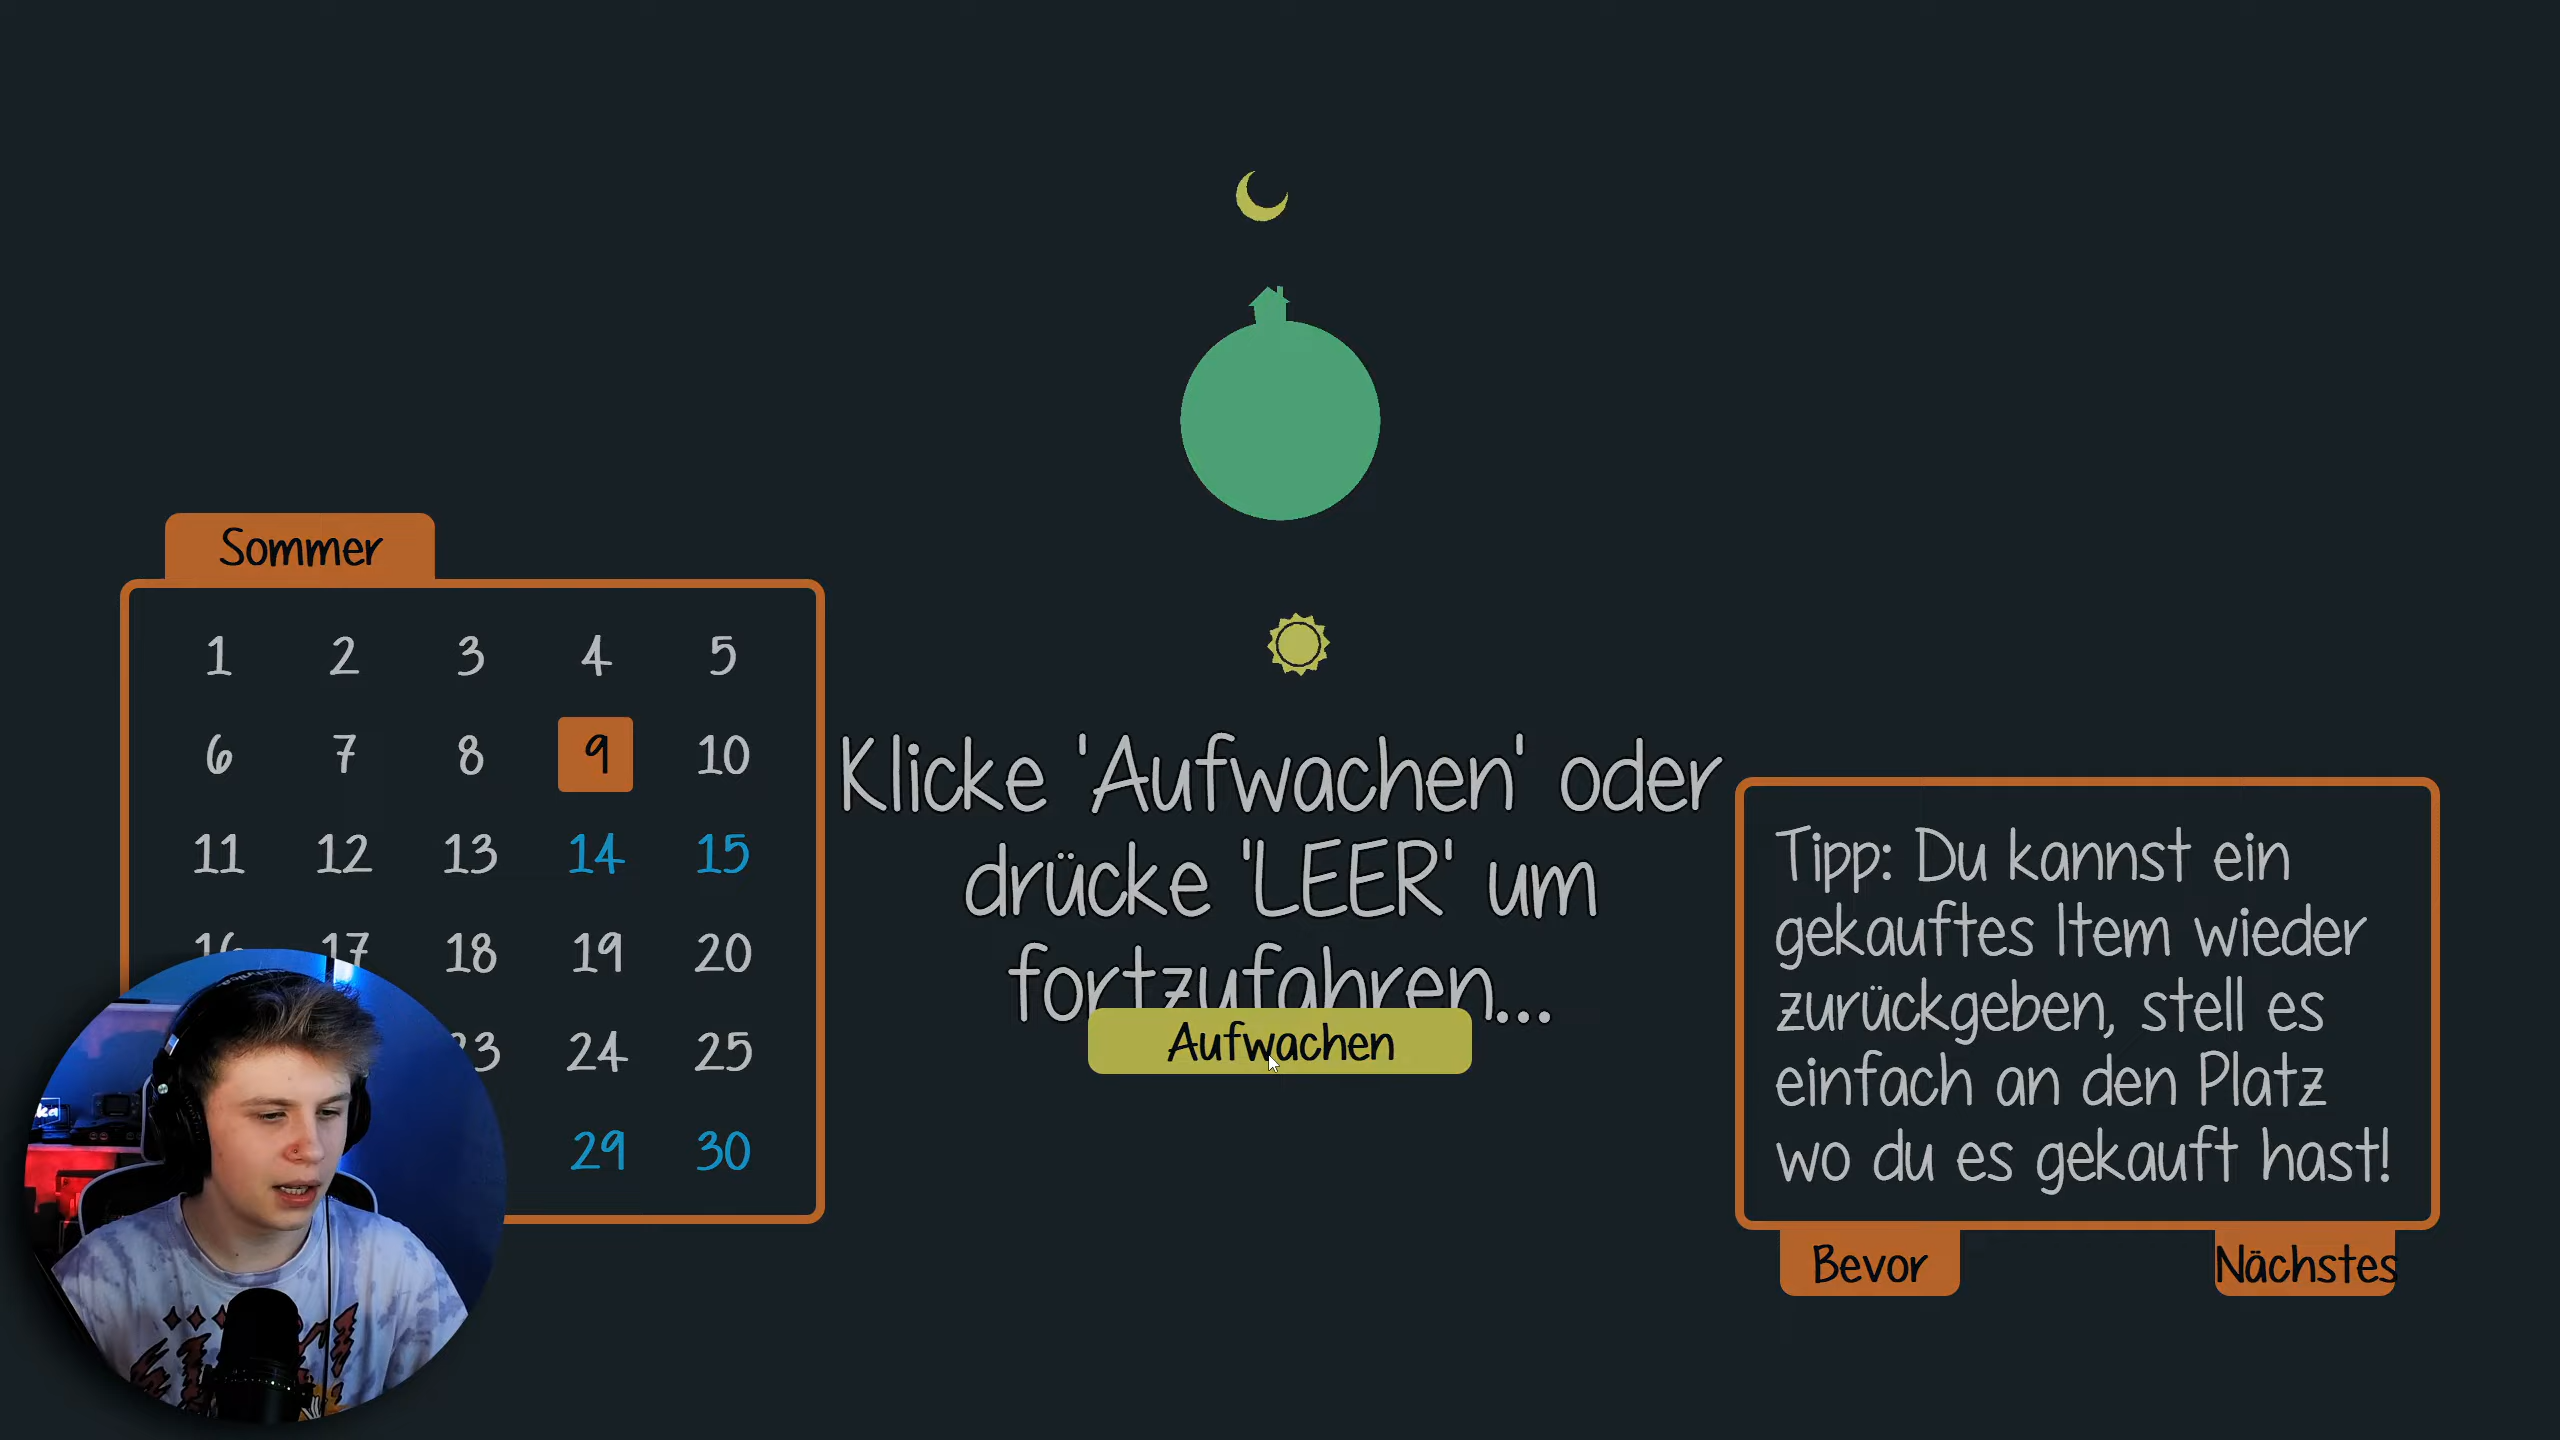 Sommer
1 2 3 4 5
6 7 8 9 10
11 12 13 14 15
17 18 19 20
24 25
29 30
Klicke 'Aufwachen' oder
drücke 'LEER' um
fortzufahren...
Aufwachen
Tipp: Du kannst ein
gekauftes Item wieder
zurückgeben, stell es
einfach an den Platz
wo du es gekauft hast!
Bevor Nächstes